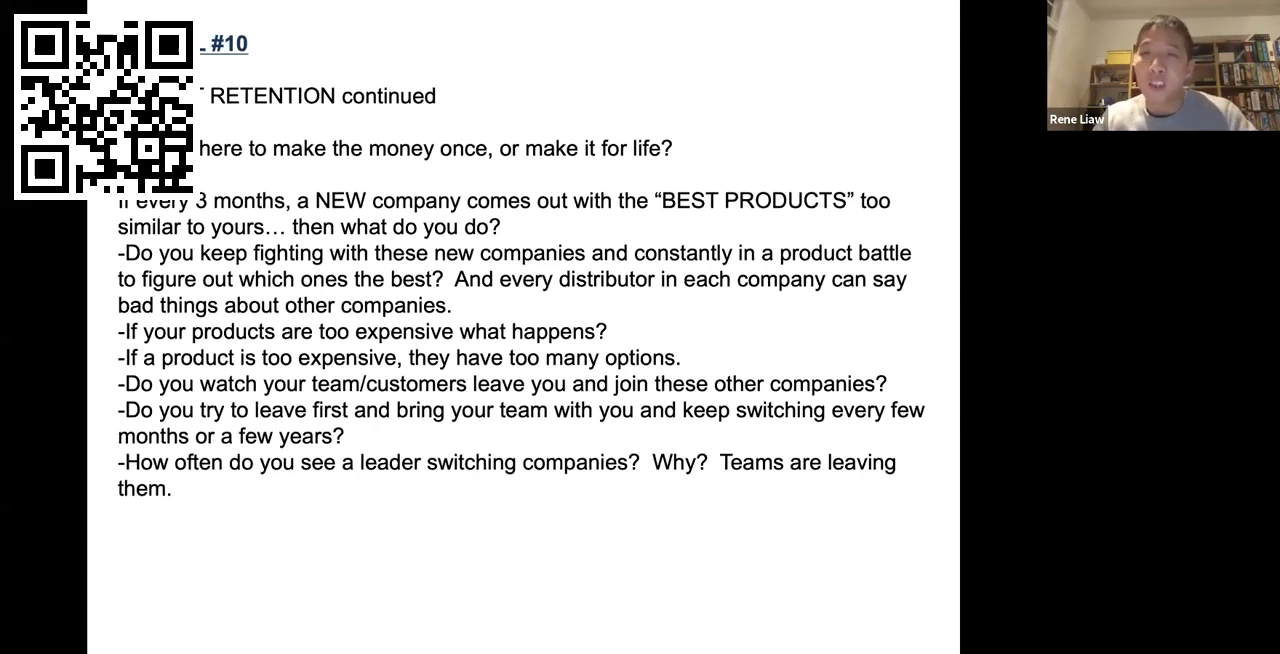 #10
RETENTION continued
here to make the money once, or make it for life?
If every 3 months, a NEW company comes out with the “BEST PRODUCTS” too
similar to yours… then what do you do?
-Do you keep fighting with these new companies and constantly in a product battle
to figure out which ones the best?  And every distributor in each company can say
bad things about other companies.
-If your products are too expensive what happens?
-If a product is too expensive, they have too many options.
-Do you watch your team/customers leave you and join these other companies?
-Do you try to leave first and bring your team with you and keep switching every few
months or a few years?
-How often do you see a leader switching companies?  Why?  Teams are leaving
them.
Rene Liaw